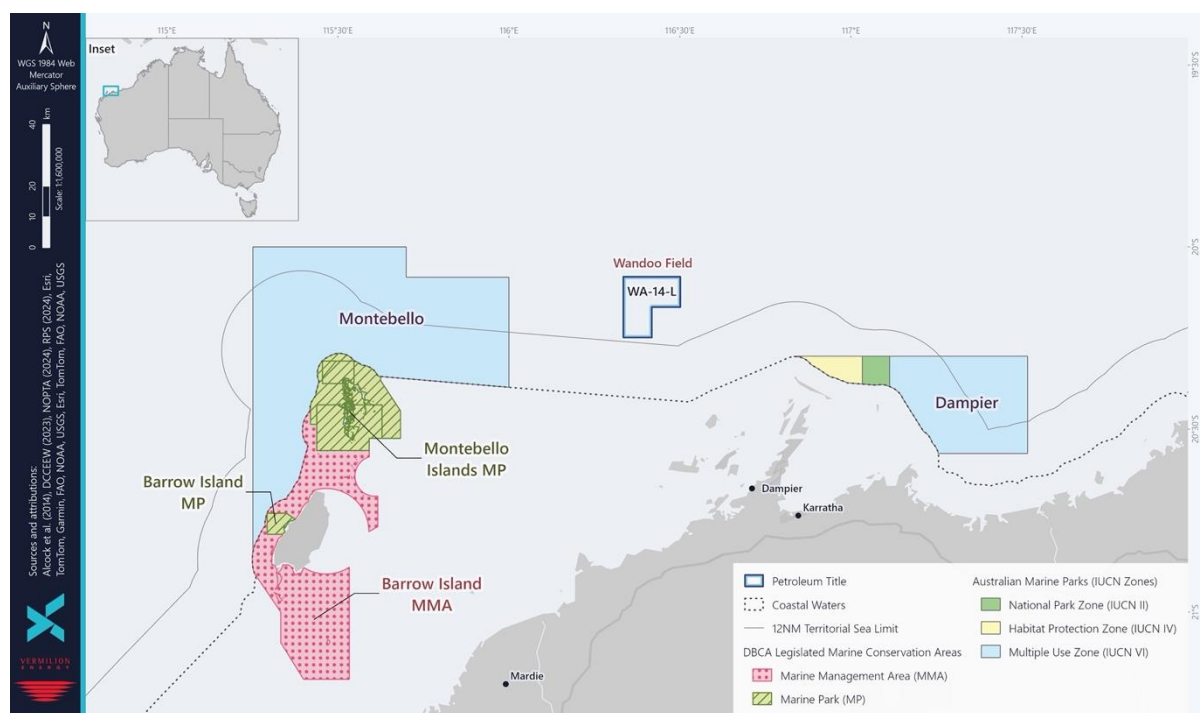 N
WGS 1984 Web
Mercator
Auxiliary Sphere
km
40
20
10
0
Scale: 1:1,600,000
Sources and attributions:
Alcock et al. (2014), DCCEEW (2023), NOPTA (2024), RPS (2024), Esri,
TomTom, Garmin, FAO, NOAA, USGS, Esri, TomTom, FAO, NOAA, USGS
VERMILION
ENERGY
115°E
115°30'E
116°E
116°30'E
117°E
117°30'E
19°30'S
20°S
20°30'S
21°S
Inset
Wandoo Field
WA-14-L
Montebello
Dampier
Montebello
Islands MP
Barrow Island
MP
Barrow Island
MMA
Dampier
Karratha
Mardie
Petroleum Title
Coastal Waters
12NM Territorial Sea Limit
DBCA Legislated Marine Conservation Areas
Marine Management Area (MMA)
Marine Park (MP)
Australian Marine Parks (IUCN Zones)
National Park Zone (IUCN II)
Habitat Protection Zone (IUCN IV)
Multiple Use Zone (IUCN VI)